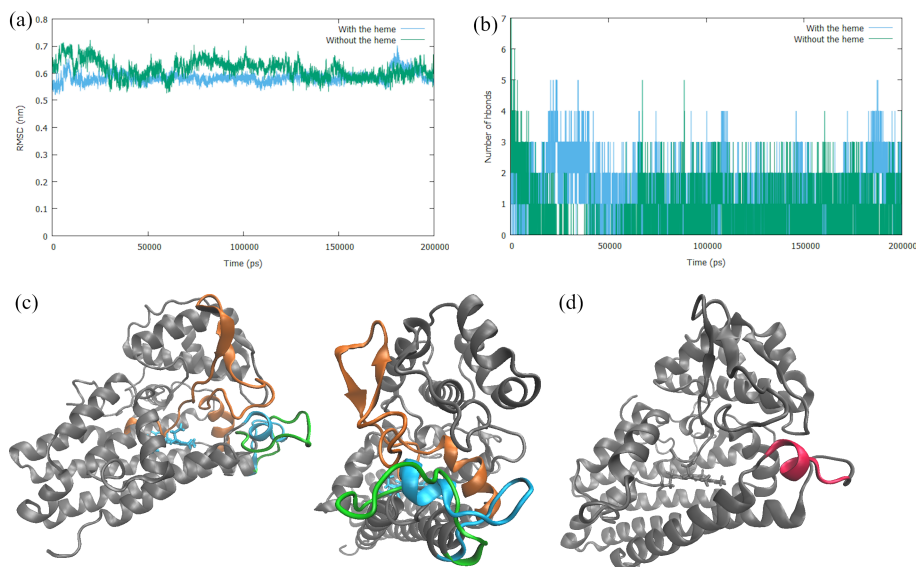 (a)
0.8
0.7
0.6
0.5
0.4
0.3
0.2
0.1
0
RMSC (nm)
With the heme
Without the heme
0
50000
100000
150000
200000
Time (ps)
(b)
7
6
5
4
3
2
1
0
Number of hbonds
With the heme
Without the heme
0
50000
100000
150000
200000
Time (ps)
(c)
(d)